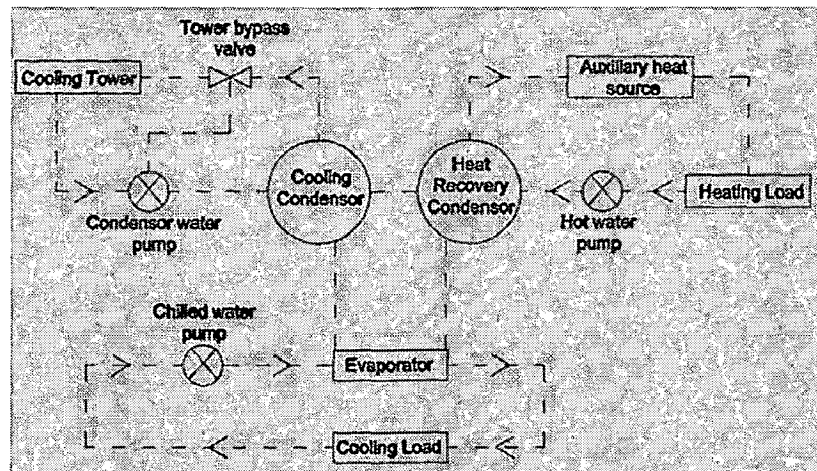 Tower bypass
valve
Cooling Tower
Auxiliary heat
source
Cooling
Condensor
Heat
Recovery
Condensor
Heating Load
Condensor water
pump
Hot water
pump
Chilled water
pump
Evaporator
Cooling Load